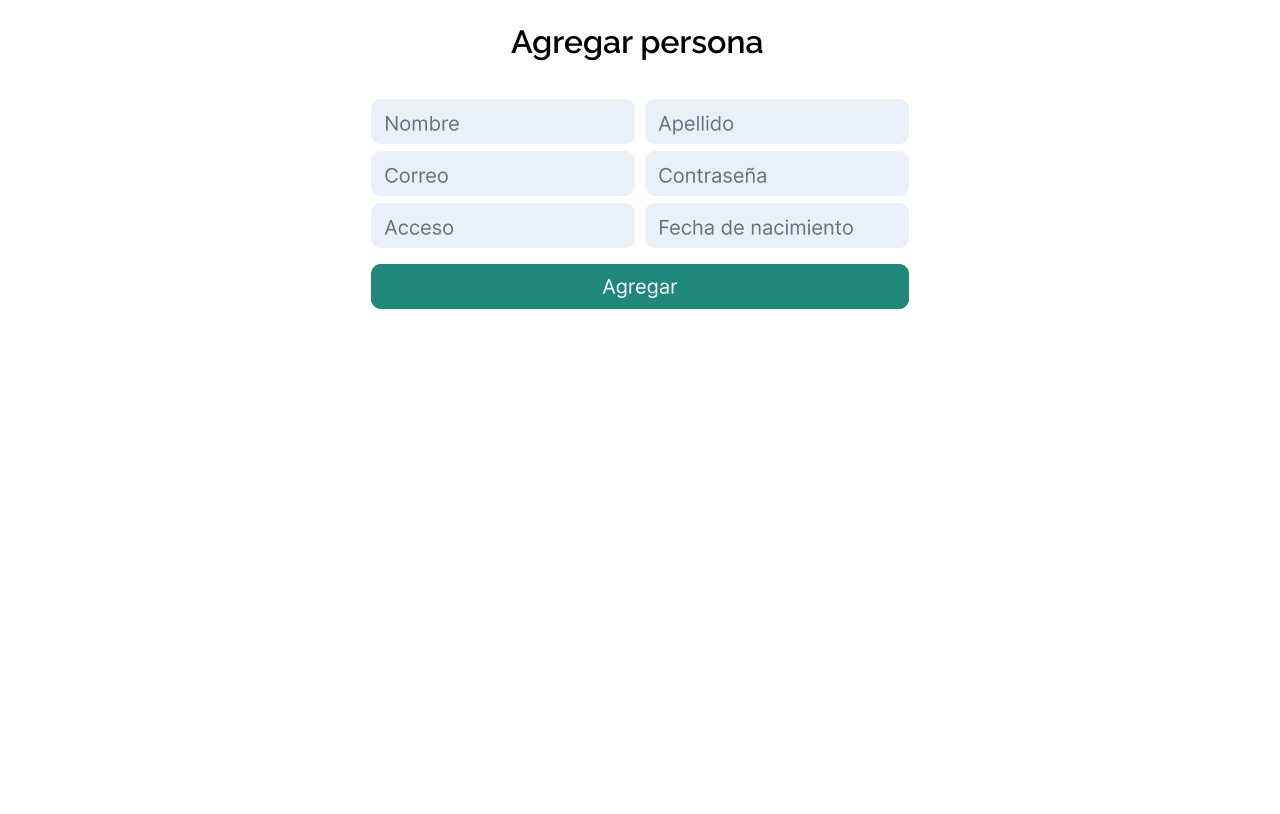 Agregar persona
Nombre
Apellido
Correo
Contraseña
Acceso
Fecha de nacimiento
Agregar